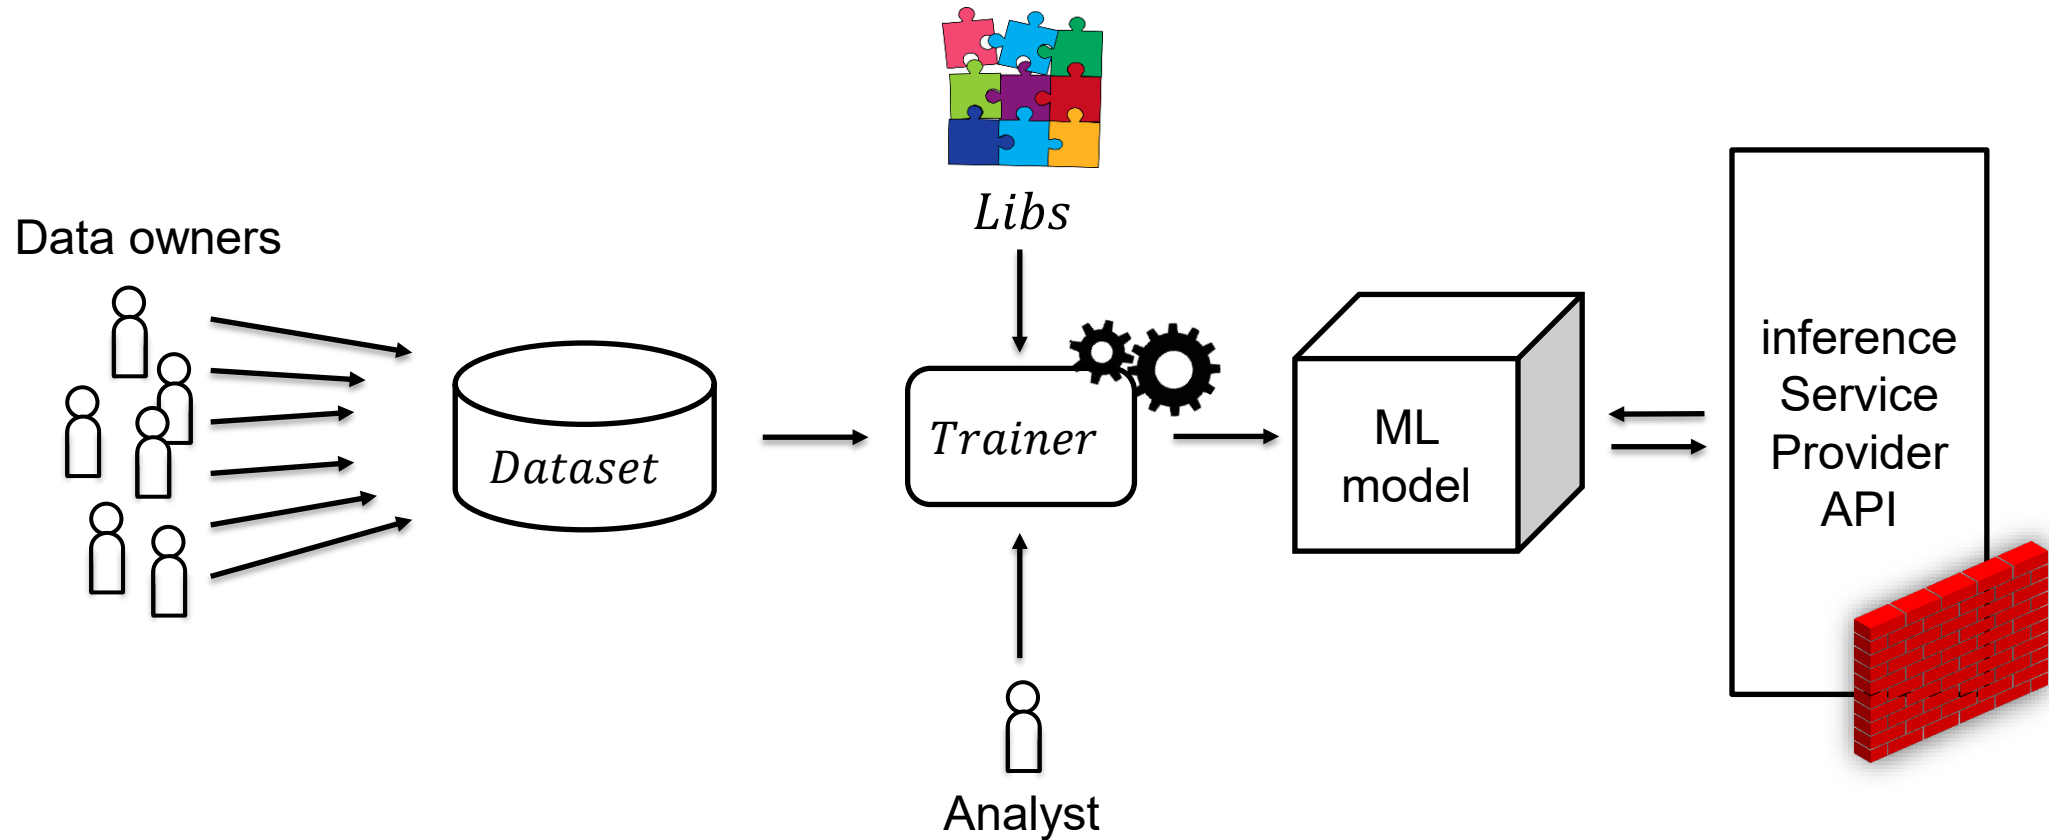 Libs
Data owners
Dataset
Trainer
ML
model
inference
Service
Provider
API
Analyst